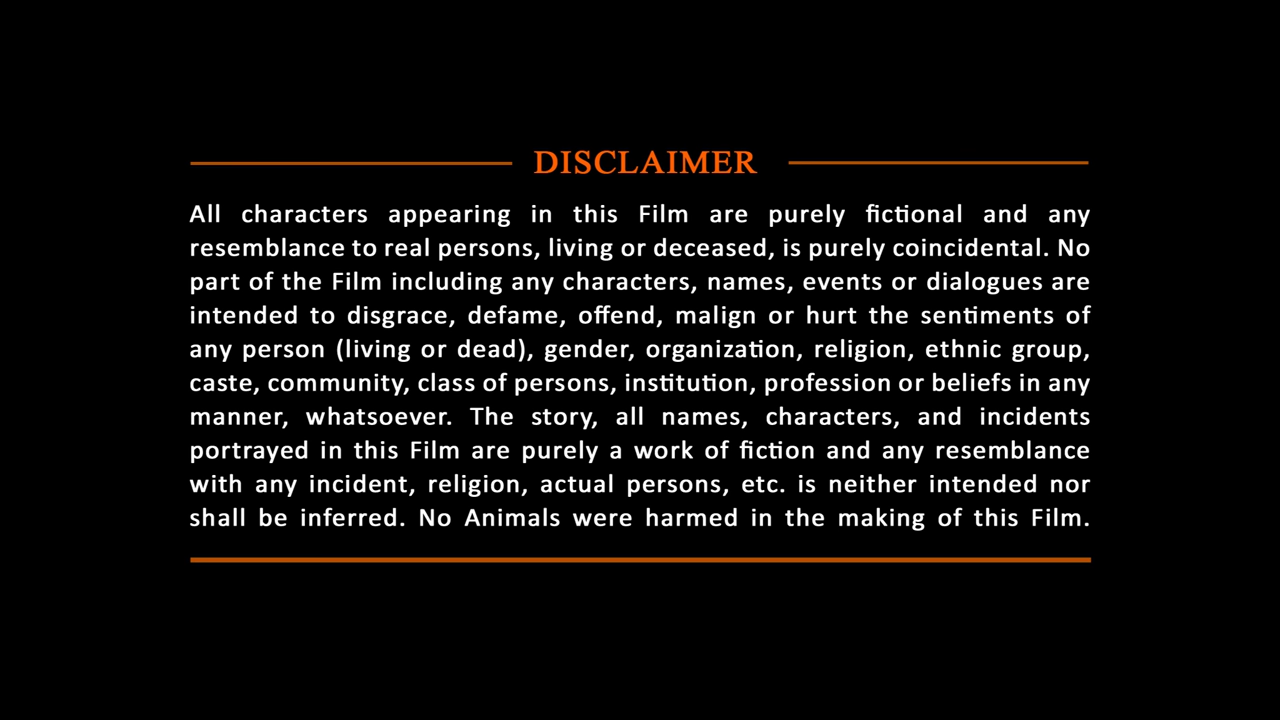 DISCLAIMER
All characters appearing in this Film are purely fictional and any
resemblance to real persons, living or deceased, is purely coincidental. No
part of the Film including any characters, names, events or dialogues are
intended to disgrace, defame, offend, malign or hurt the sentiments of
any person (living or dead), gender, organization, religion, ethnic group,
caste, community, class of persons, institution, profession or beliefs in any
manner, whatsoever. The story, all names, characters, and incidents
portrayed in this Film are purely a work of fiction and any resemblance
with any incident, religion, actual persons, etc. is neither intended nor
shall be inferred. No Animals were harmed in the making of this Film.